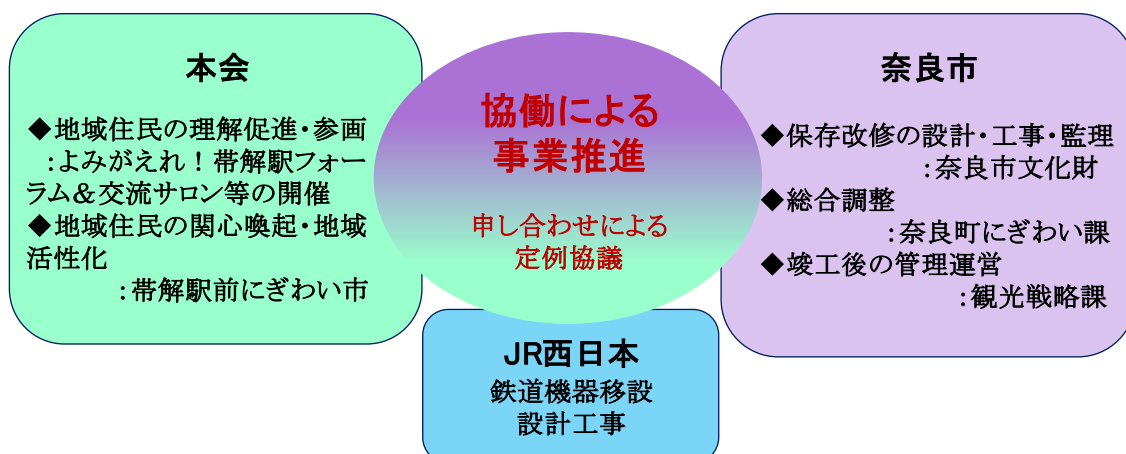 本会
◆地域住民の理解促進・参画
：よみがえれ！帯解駅フォー
ラム＆交流サロン等の開催
◆地域住民の関心喚起・地域
活性化
：帯解駅前にぎわい市
協働による
事業推進
申し合わせによる
定例協議
奈良市
◆保存改修の設計・工事・監理
：奈良市文化財
◆総合調整
：奈良町にぎわい課
◆竣工後の管理運営
：観光戦略課
JR西日本
鉄道機器移設
設計工事